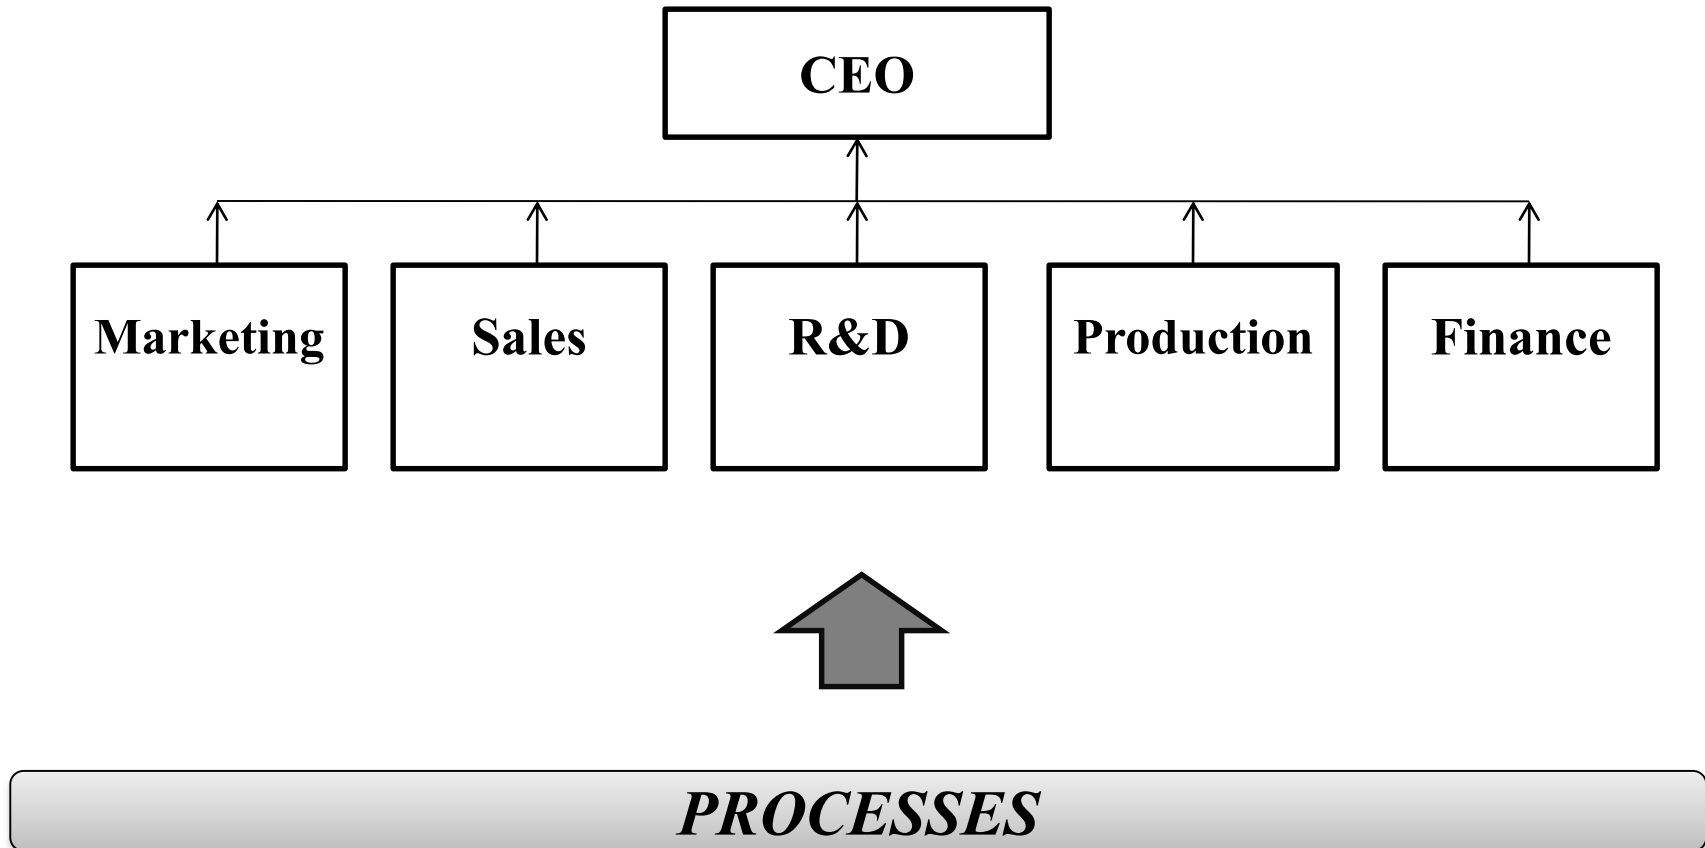 CEO
Marketing
Sales
R&D
Production
Finance
PROCESSES